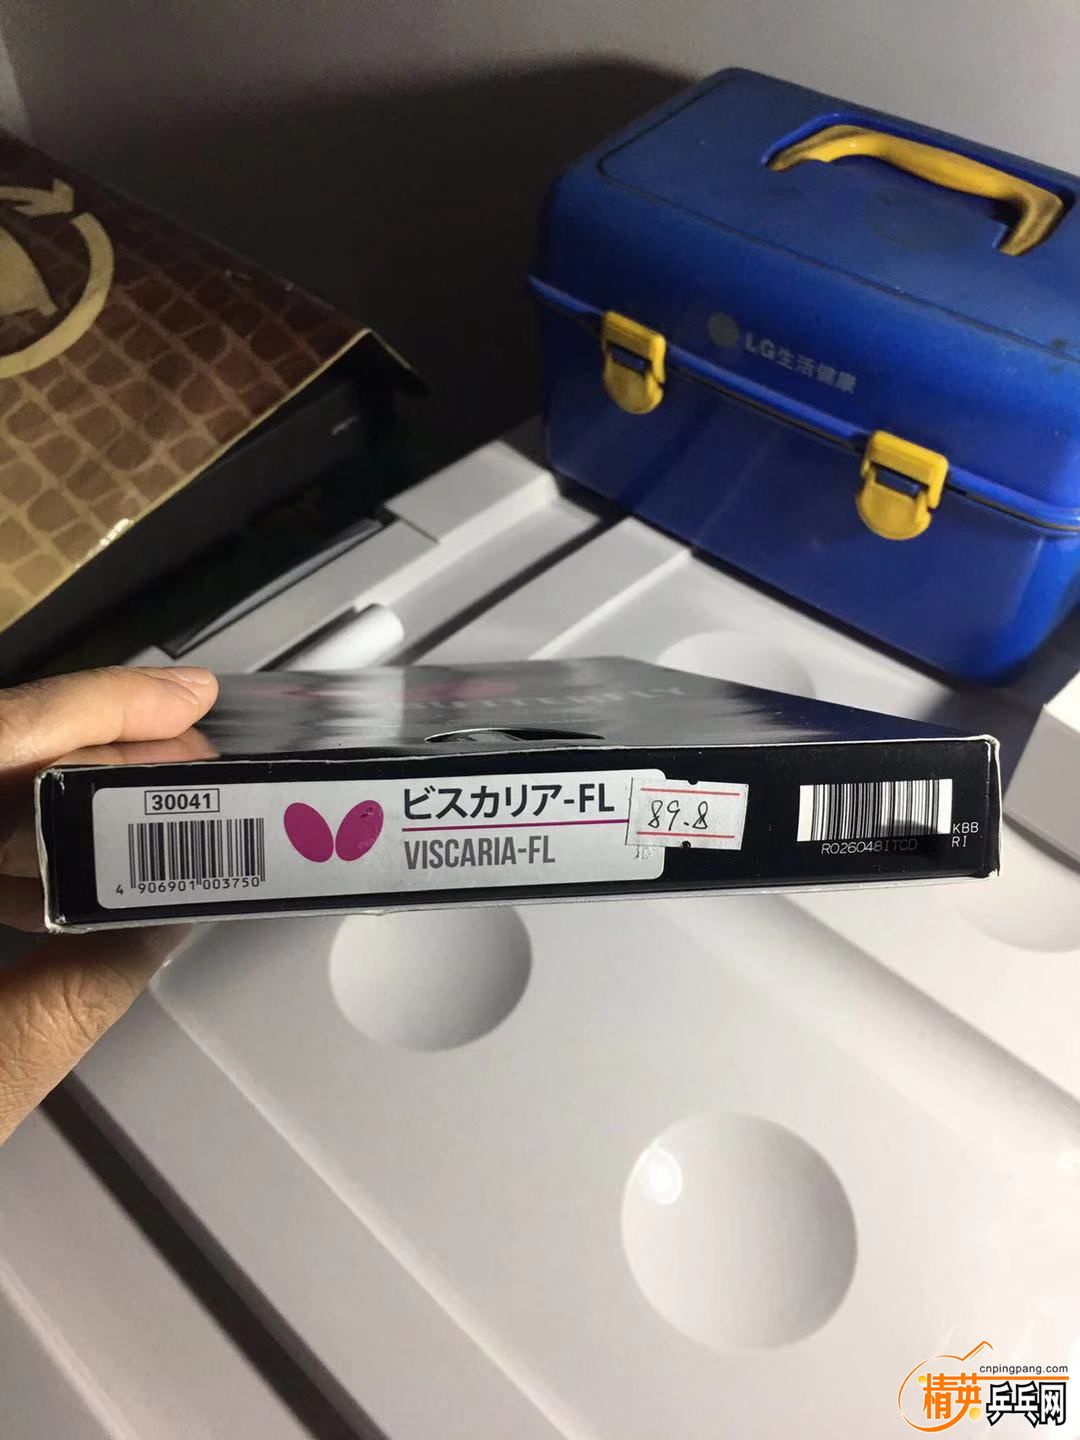 LG生活健康
BUTTERFLY
30041
4 906901 003750
ビスカリア-FL
VISCARIA-FL
89.8
R026048ITCD
KBB
RI
cnpingpang.com
精英乒乓网